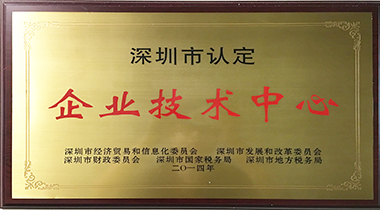 深圳市认定
企业技术中心
深圳市经济贸易和信息化委员会 深圳市发展和改革委员会
深圳市财政委员会 深圳市国家税务局 深圳市地方税务局
二〇一四年